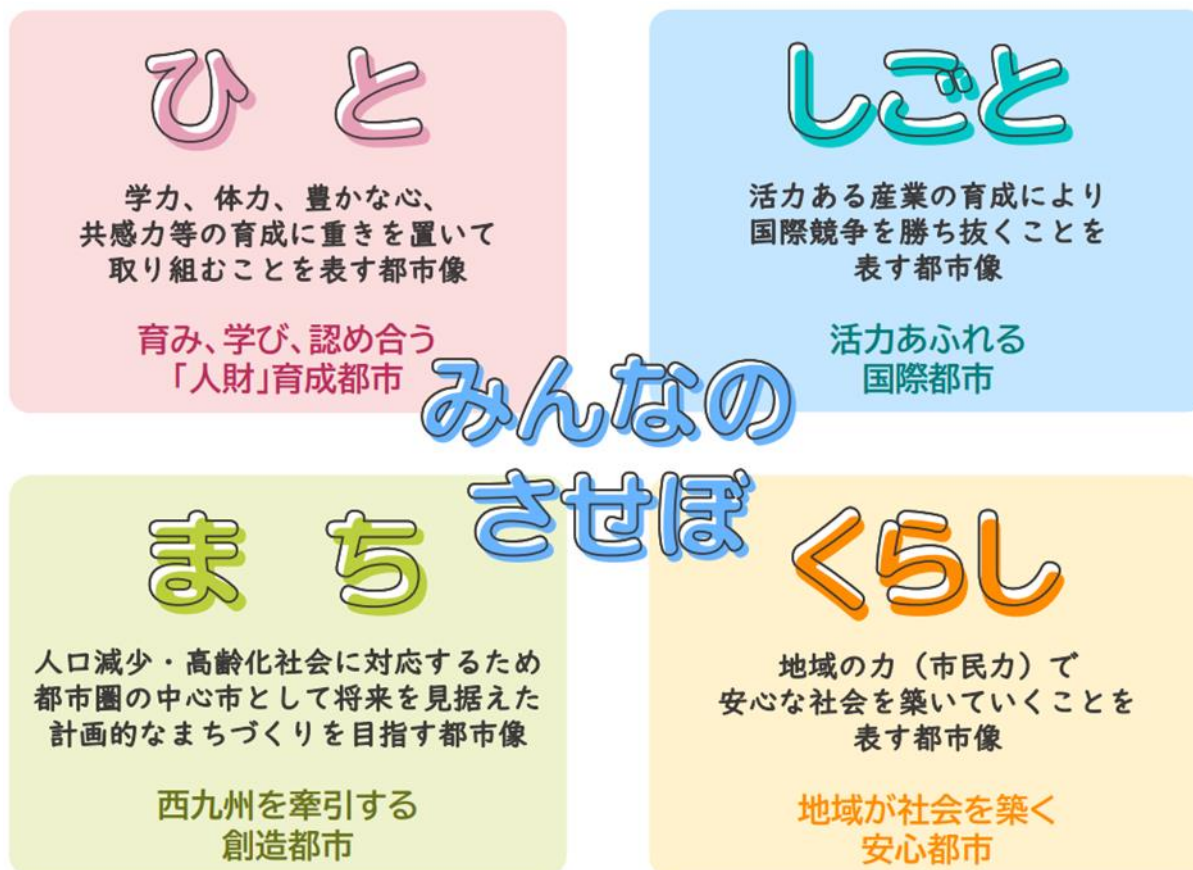 ひと
学力、体力、豊かな心、
共感力等の育成に重きを置いて
取り組むことを表す都市像
育み、学び、認め合う
「人財」育成都市
しごと
活力ある産業の育成により
国際競争を勝ち抜くことを
表す都市像
活力あふれる
国際都市
みんなの
させぼ
まち
人口減少・高齢化社会に対応するため
都市圏の中心市として将来を見据えた
計画的なまちづくりを目指す都市像
西九州を牽引する
創造都市
くらし
地域の力（市民力）で
安心な社会を築いていくことを
表す都市像
地域が社会を築く
安心都市